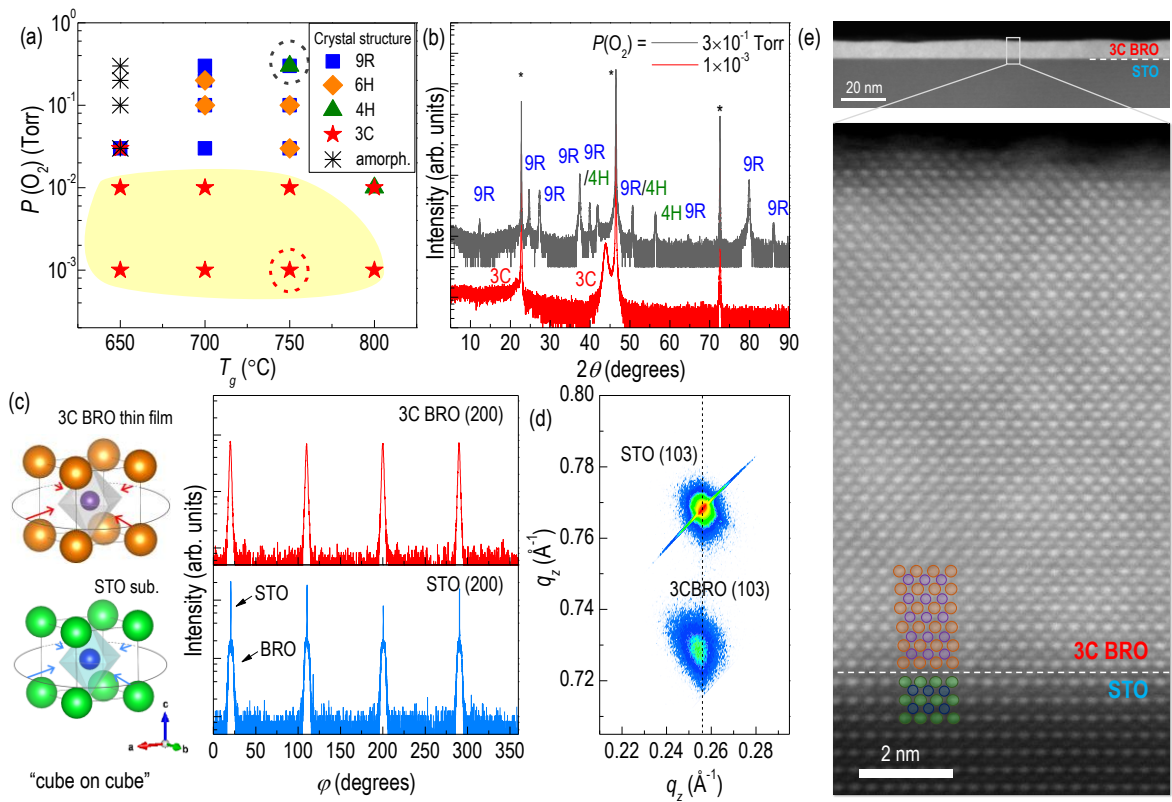 (a)
10⁰
10⁻¹
10⁻²
10⁻³
P(O₂) (Torr)
Crystal structure
9R
6H
4H
3C
amorph.
650 700 750 800
T_g (°C)
(b)
P(O₂) = 3×10⁻¹ Torr
1×10⁻³
* * *
9R 9R 9R 9R 9R
/4H
9R/4H
4H 9R 9R
3C 3C
Intensity (arb. units)
10 20 30 40 50 60 70 80 90
2θ (degrees)
(c)
3C BRO thin film
STO sub.
c
a b
"cube on cube"
3C BRO (200)
STO (200)
STO
BRO
Intensity (arb. units)
0 50 100 150 200 250 300 350
φ (degrees)
(d)
0.80
0.78
0.76
0.74
0.72
q_z (Å⁻¹)
STO (103)
3CBRO (103)
0.22 0.24 0.26 0.28
q_z (Å⁻¹)
(e)
3C BRO
STO
20 nm
3C BRO
STO
2 nm